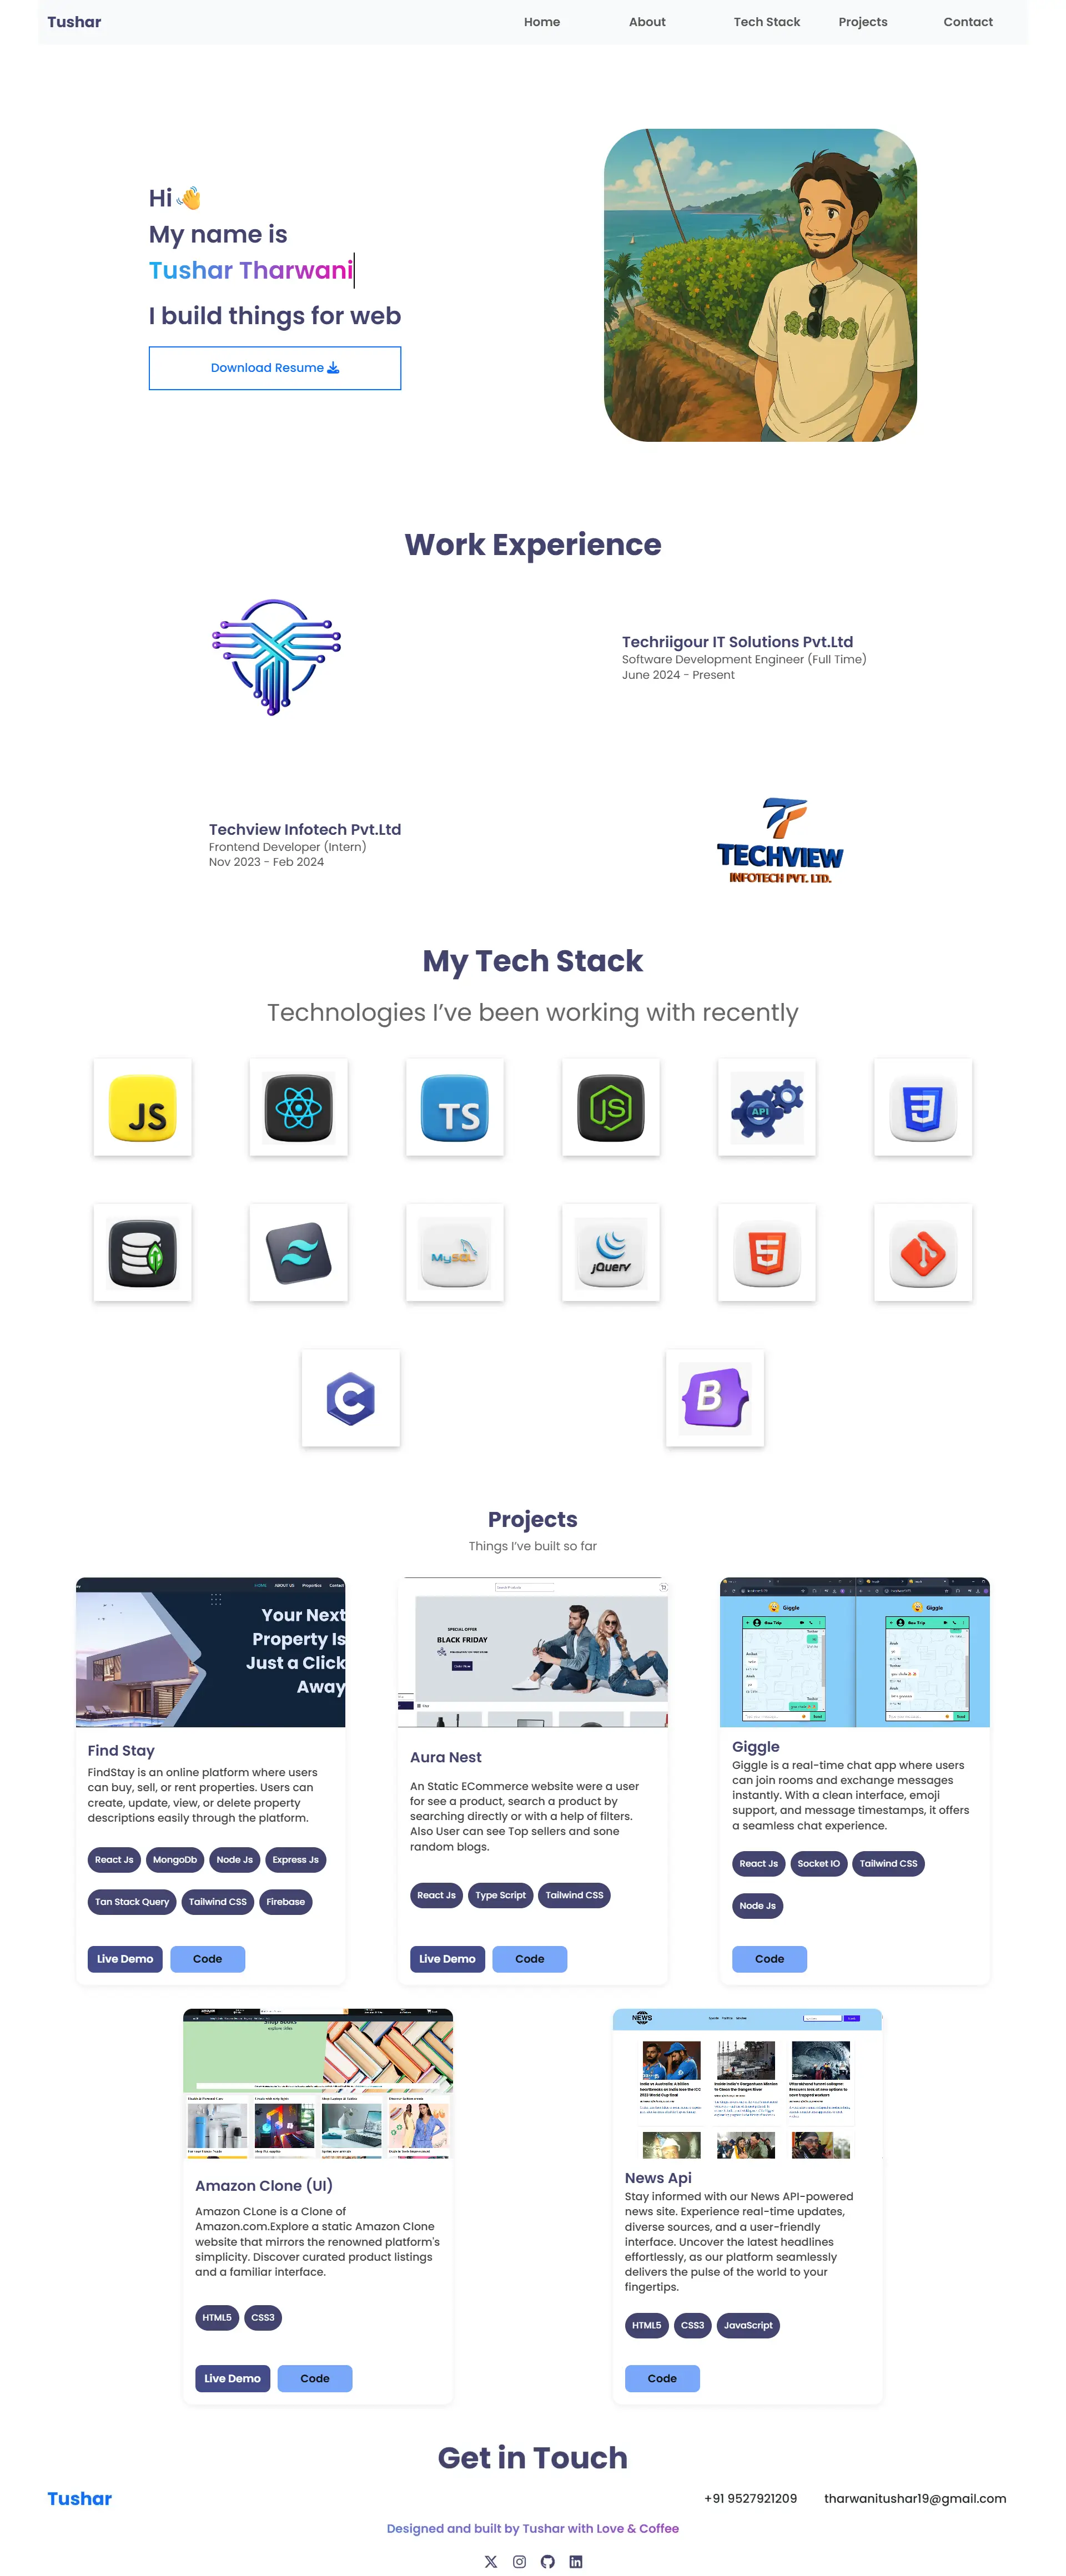 Tushar
Home
About
Tech Stack
Projects
Contact
Hi 👋
My name is
Tushar Tharwani
I build things for web
Download Resume
Work Experience
Techriigour IT Solutions Pvt.Ltd
Software Development Engineer (Full Time)
June 2024 - Present
Techview Infotech Pvt.Ltd
Frontend Developer (Intern)
Nov 2023 - Feb 2024
TECHVIEW
INFOTECH PVT. LTD.
My Tech Stack
Technologies I've been working with recently
JS
TS
JS
API
3
MySQL
jQuery
5
C
B
Projects
Things I've built so far
HOME ABOUT US Properties Contact
Your Next
Property Is
Just a Click
Away
Find Stay
FindStay is an online platform where users
can buy, sell, or rent properties. Users can
create, update, view, or delete property
descriptions easily through the platform.
React Js
MongoDb
Node Js
Express Js
Tan Stack Query
Tailwind CSS
Firebase
Live Demo
Code
SPECIAL OFFER
BLACK FRIDAY
Aura Nest
An Static ECommerce website were a user
for see a product, search a product by
searching directly or with a help of filters.
Also User can see Top sellers and sone
random blogs.
React Js
Type Script
Tailwind CSS
Live Demo
Code
Giggle
Giggle
Giggle
Giggle is a real-time chat app where users
can join rooms and exchange messages
instantly. With a clean interface, emoji
support, and message timestamps, it offers
a seamless chat experience.
React Js
Socket IO
Tailwind CSS
Node Js
Code
Amazon Clone (UI)
Amazon CLone is a Clone of
Amazon.com.Explore a static Amazon Clone
website that mirrors the renowned platform's
simplicity. Discover curated product listings
and a familiar interface.
HTML5
CSS3
Live Demo
Code
NEWS
News Api
Stay informed with our News API-powered
news site. Experience real-time updates,
diverse sources, and a user-friendly
interface. Uncover the latest headlines
effortlessly, as our platform seamlessly
delivers the pulse of the world to your
fingertips.
HTML5
CSS3
JavaScript
Code
Get in Touch
Tushar
+91 9527921209
tharwanitushar19@gmail.com
Designed and built by Tushar with Love & Coffee